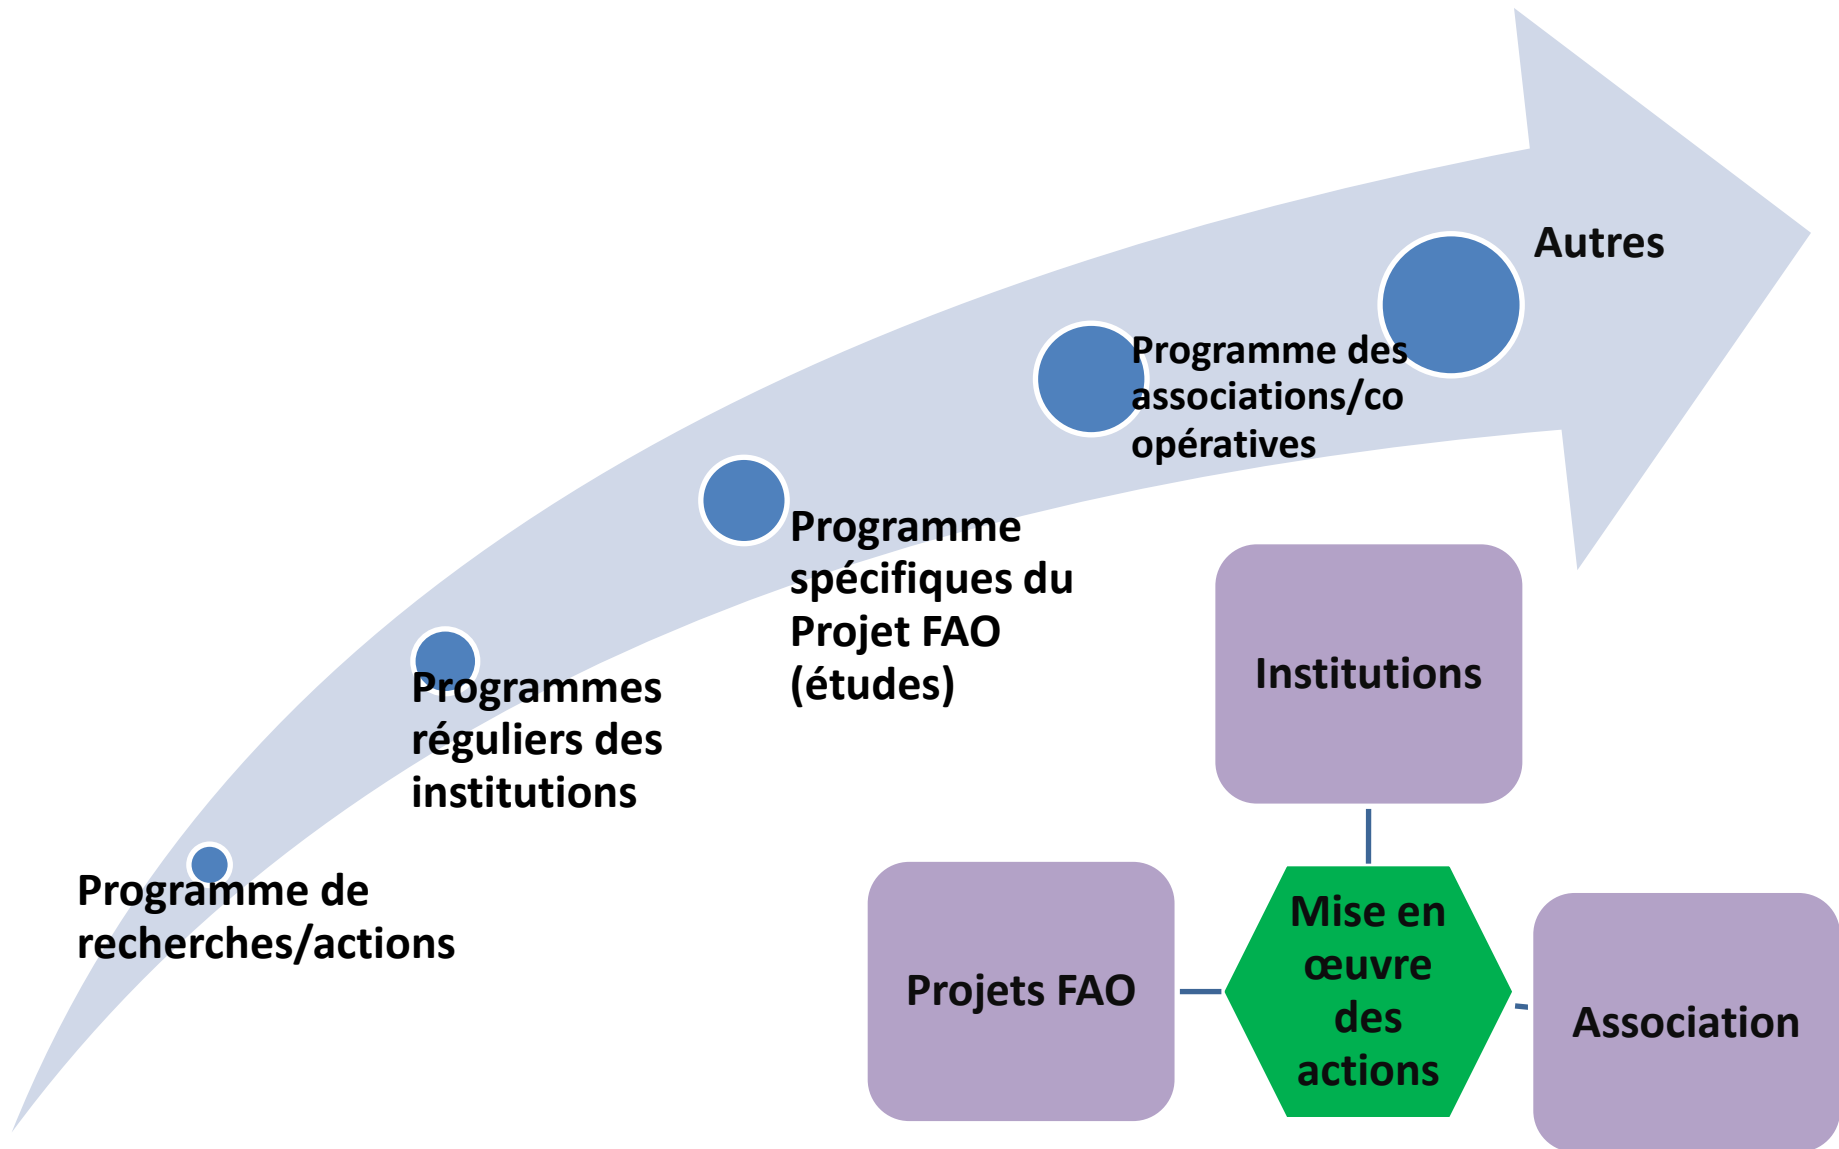 Autres
Programme des
associations/co
opératives
Programme
spécifiques du
Projet FAO
(études)
Programmes
réguliers des
institutions
Programme de
recherches/actions
Institutions
Projets FAO
Mise en
œuvre
des
actions
Association